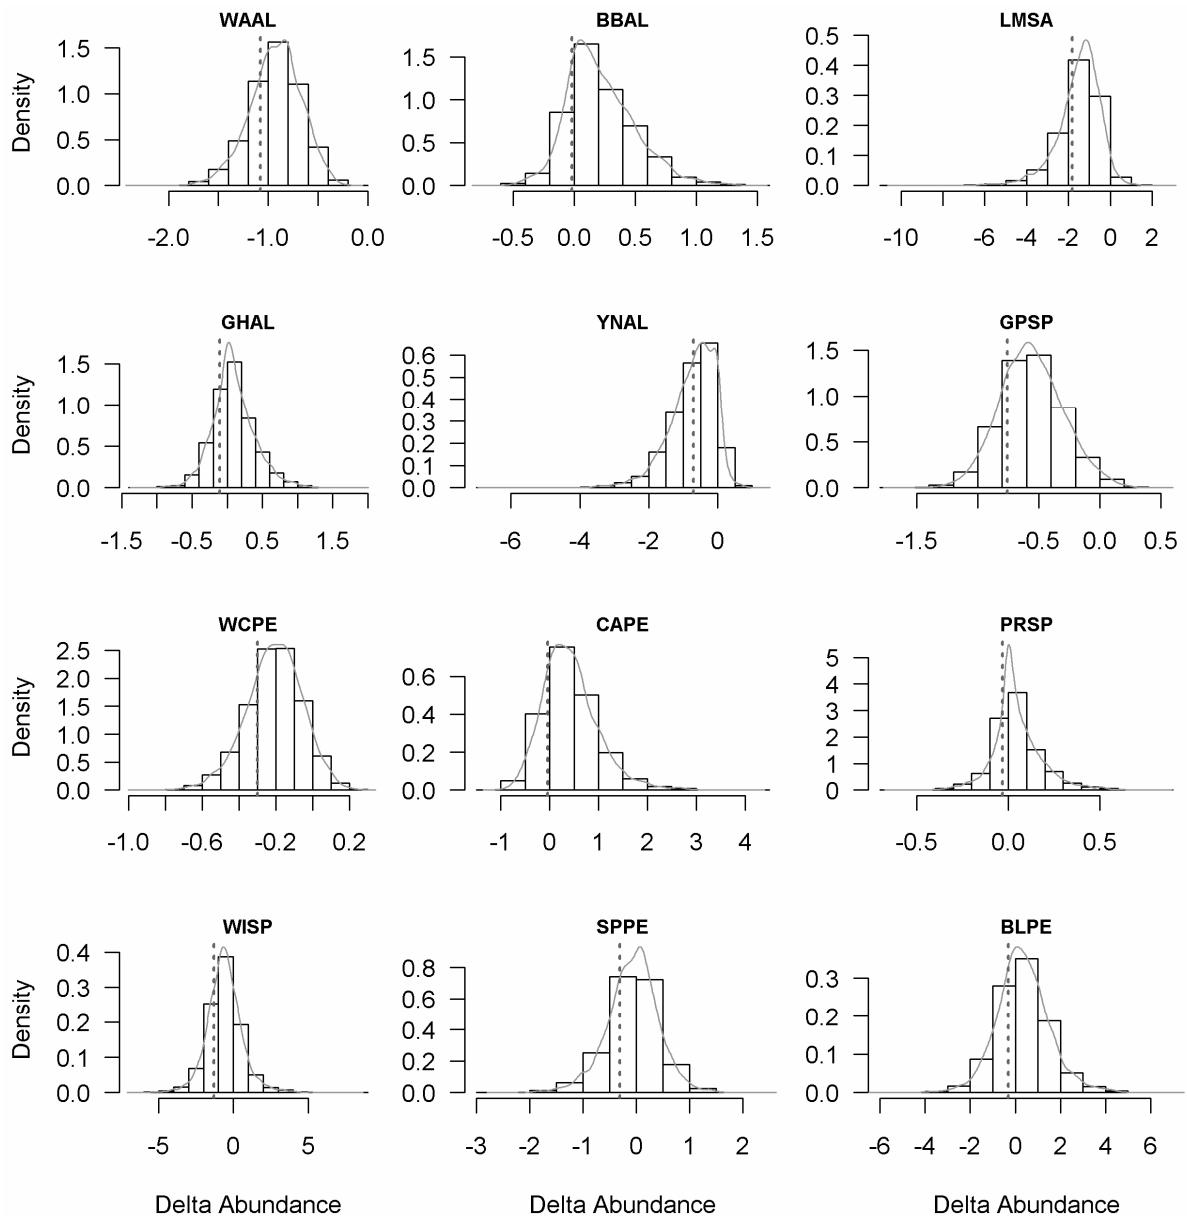 WAAL BBAL LMSA
Density
1.5
1.0
0.5
0.0
-2.0 -1.0 0.0
1.5
1.0
0.5
0.0
-0.5 0.0 0.5 1.0 1.5
0.5
0.4
0.3
0.2
0.1
0.0
-10 -6 -4 -2 0 2
GHAL YNAL GPSP
Density
1.5
1.0
0.5
0.0
-1.5 -0.5 0.5 1.5
0.6
0.5
0.4
0.3
0.2
0.1
0.0
-6 -4 -2 0
1.5
1.0
0.5
0.0
-1.5 -0.5 0.0 0.5
WCPE CAPE PRSP
Density
2.5
2.0
1.5
1.0
0.5
0.0
-1.0 -0.6 -0.2 0.2
0.6
0.4
0.2
0.0
-1 0 1 2 3 4
5
4
3
2
1
0
-0.5 0.0 0.5
WISP SPPE BLPE
Density
0.4
0.3
0.2
0.1
0.0
-5 0 5
0.8
0.6
0.4
0.2
0.0
-3 -2 -1 0 1 2
0.3
0.2
0.1
0.0
-6 -4 -2 0 2 4 6
Delta Abundance Delta Abundance Delta Abundance